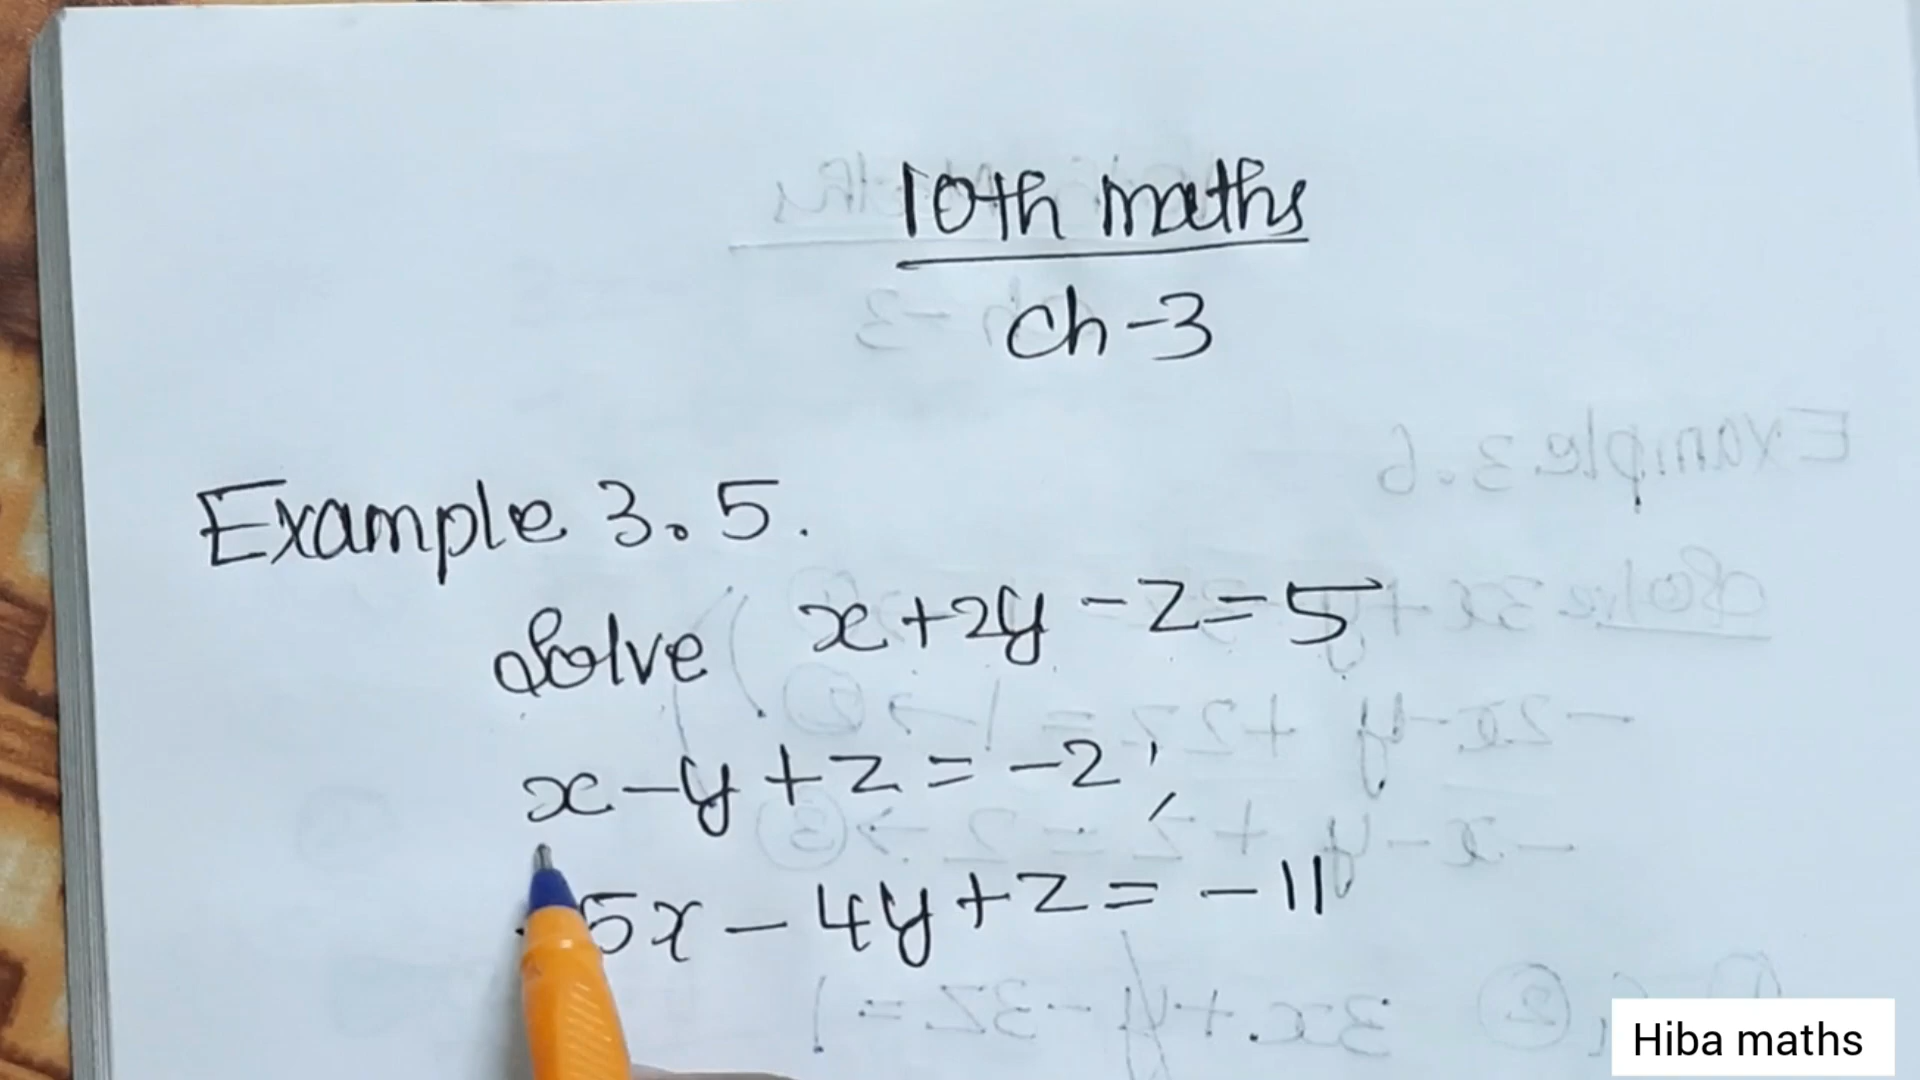 10th maths
Ch-3
Example 3.5.
Solve x+2y-z=5
x-y+z=-2;
-5x-4y+z=-11
Hiba maths